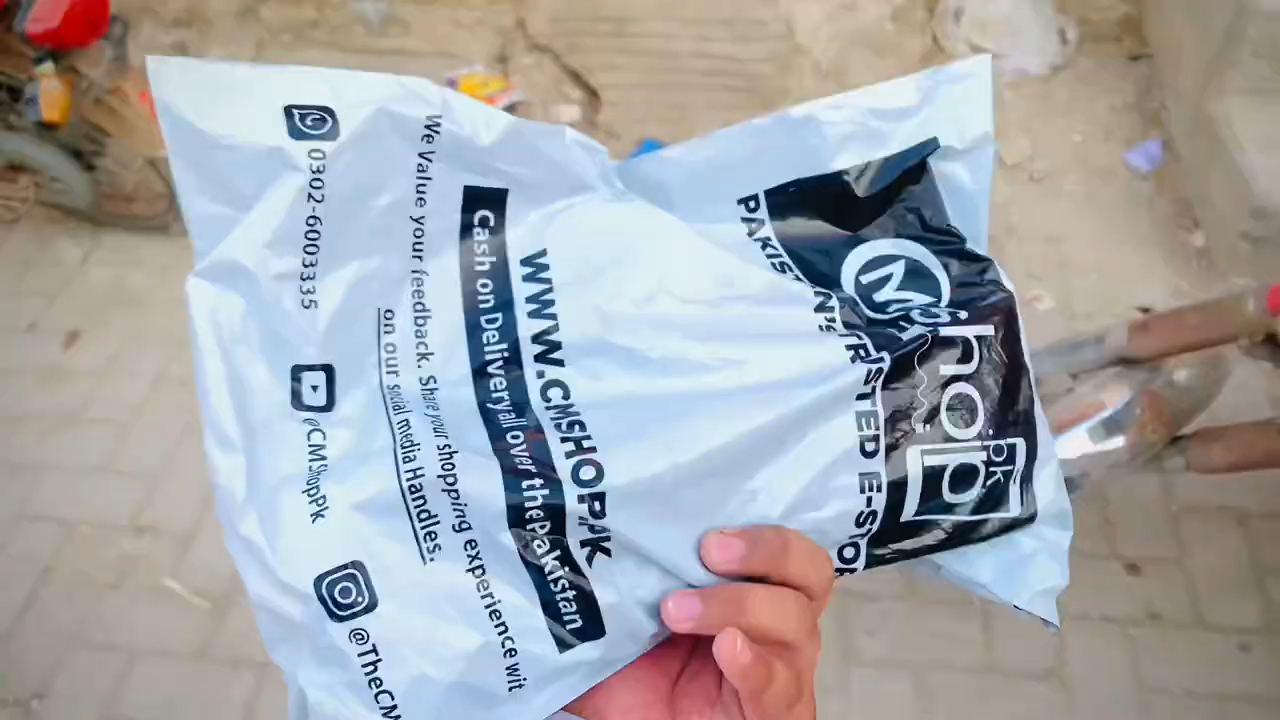 CM
Shop
.pk
PAKISTAN'S TRUSTED E-STOR
WWW.CMSHOP.PK
Cash on Delivery all over the Pakistan
We Value your feedback. Share your shopping experience wit
on our social media Handles.
0302-6003335
@CMShopPk
@TheCM